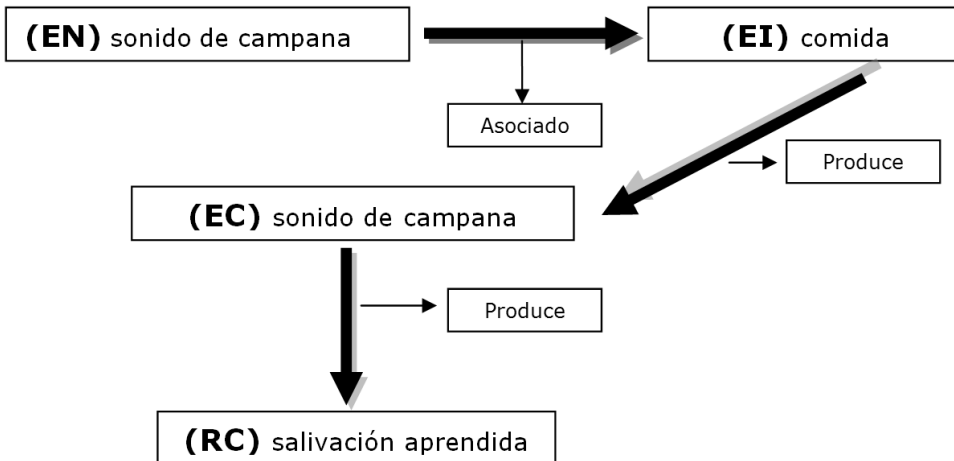 (EN) sonido de campana
(EI) comida
Asociado
Produce
(EC) sonido de campana
Produce
(RC) salivación aprendida